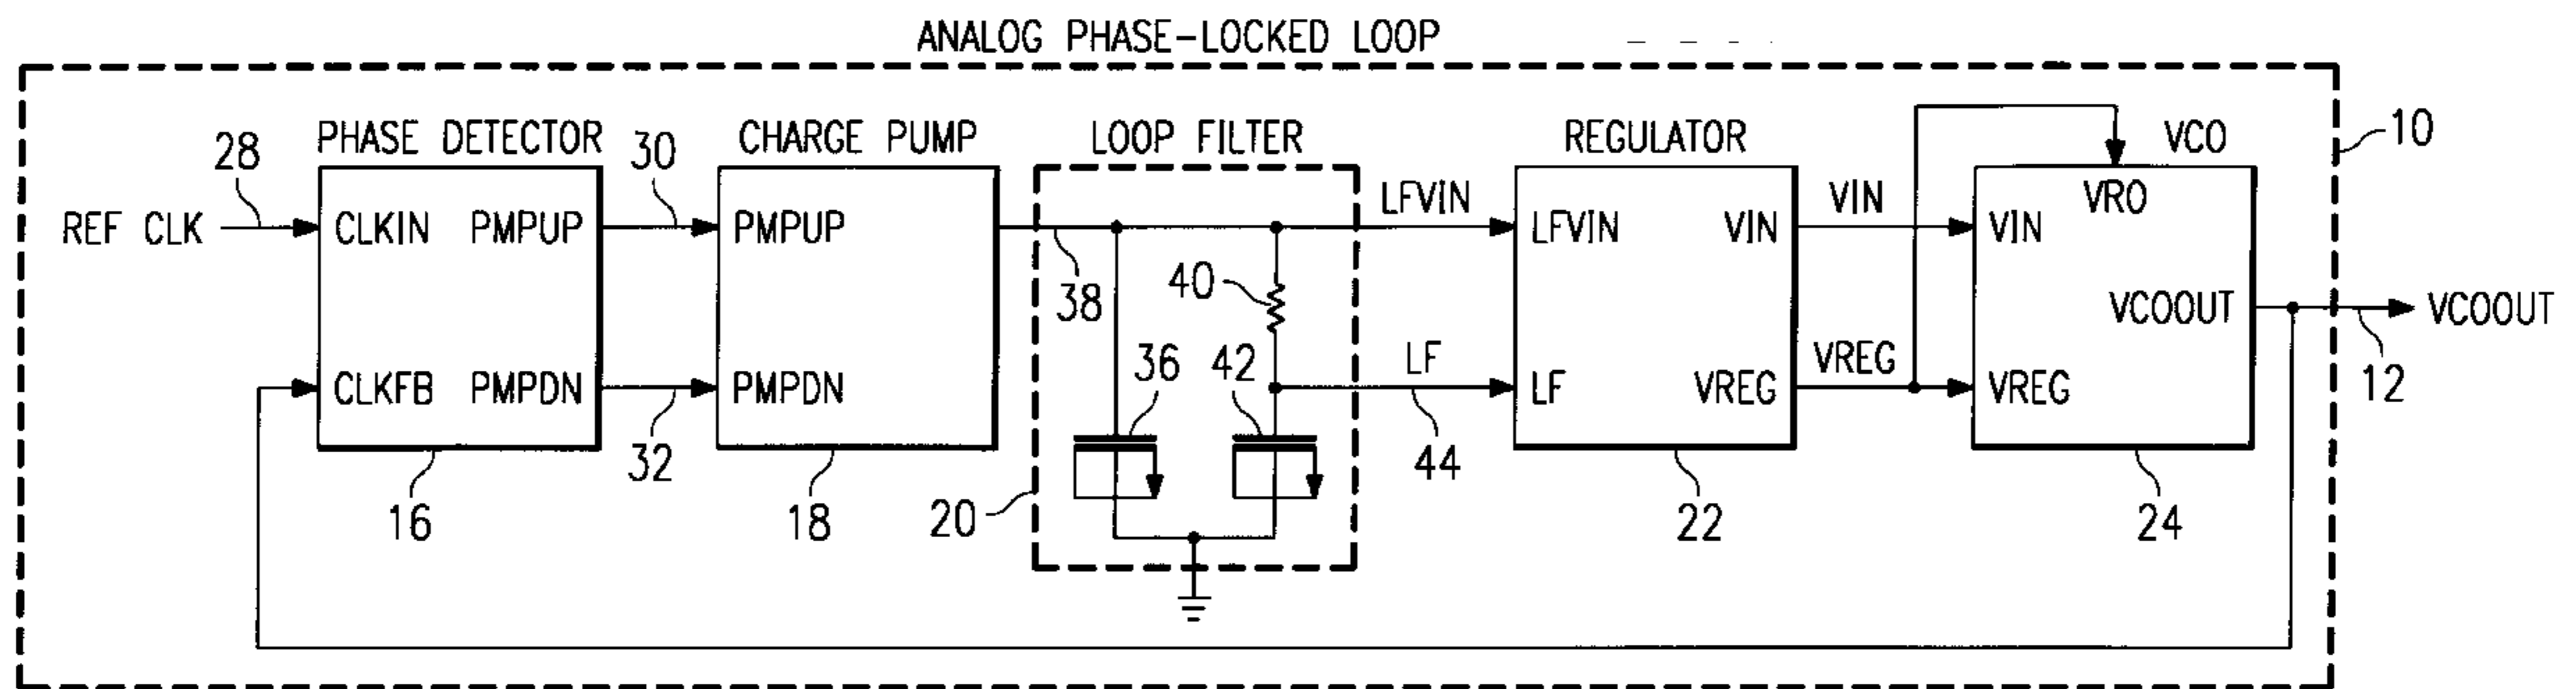 ANALOG PHASE-LOCKED LOOP
10
PHASE DETECTOR
CHARGE PUMP
LOOP FILTER
REGULATOR
VCO
28
30
REF CLK
CLKIN
PMPUP
PMPUP
38
LFVIN
LFVIN
VIN
VIN
VRO
VIN
40
VCOOUT
VCOOUT
12
CLKFB
PMPDN
PMPDN
32
36
42
LF
44
LF
VREG
VREG
VREG
16
18
20
22
24